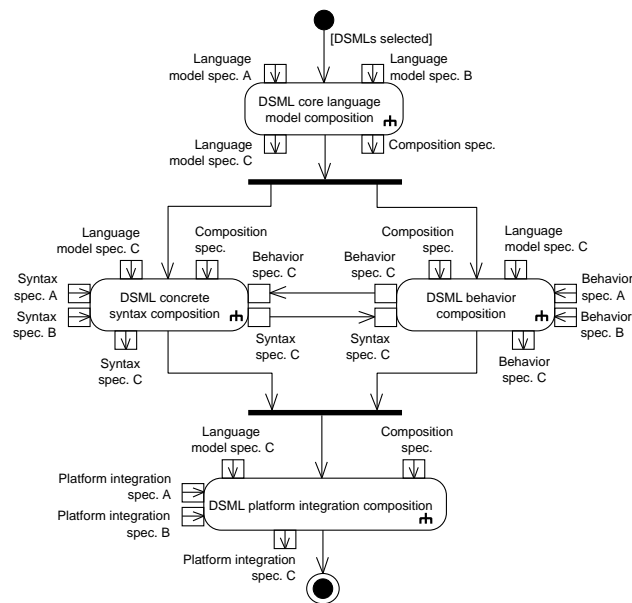 [DSMLs selected]
Language
model spec. A
Language
model spec. B
DSML core language
model composition
Language
model spec. C
Composition spec.
Language
model spec. C
Composition
spec.
Behavior
spec. C
Behavior
spec. C
Composition
spec.
Language
model spec. C
Syntax
spec. A
Syntax
spec. B
DSML concrete
syntax composition
DSML behavior
composition
Behavior
spec. A
Behavior
spec. B
Syntax
spec. C
Syntax
spec. C
Syntax
spec. C
Behavior
spec. C
Language
model spec. C
Composition
spec.
Platform integration
spec. A
Platform integration
spec. B
DSML platform integration composition
Platform integration
spec. C